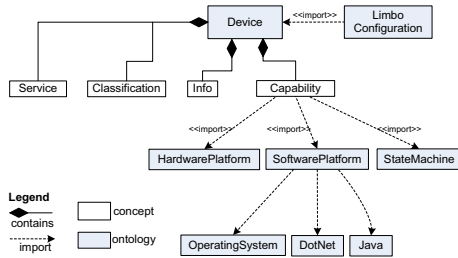 Device
<<import>>
Limbo
Configuration
Service
Classification
Info
Capability
<<import>>
<<import>>
<<import>>
HardwarePlatform
SoftwarePlatform
StateMachine
Legend
contains
import
concept
ontology
OperatingSystem
DotNet
Java